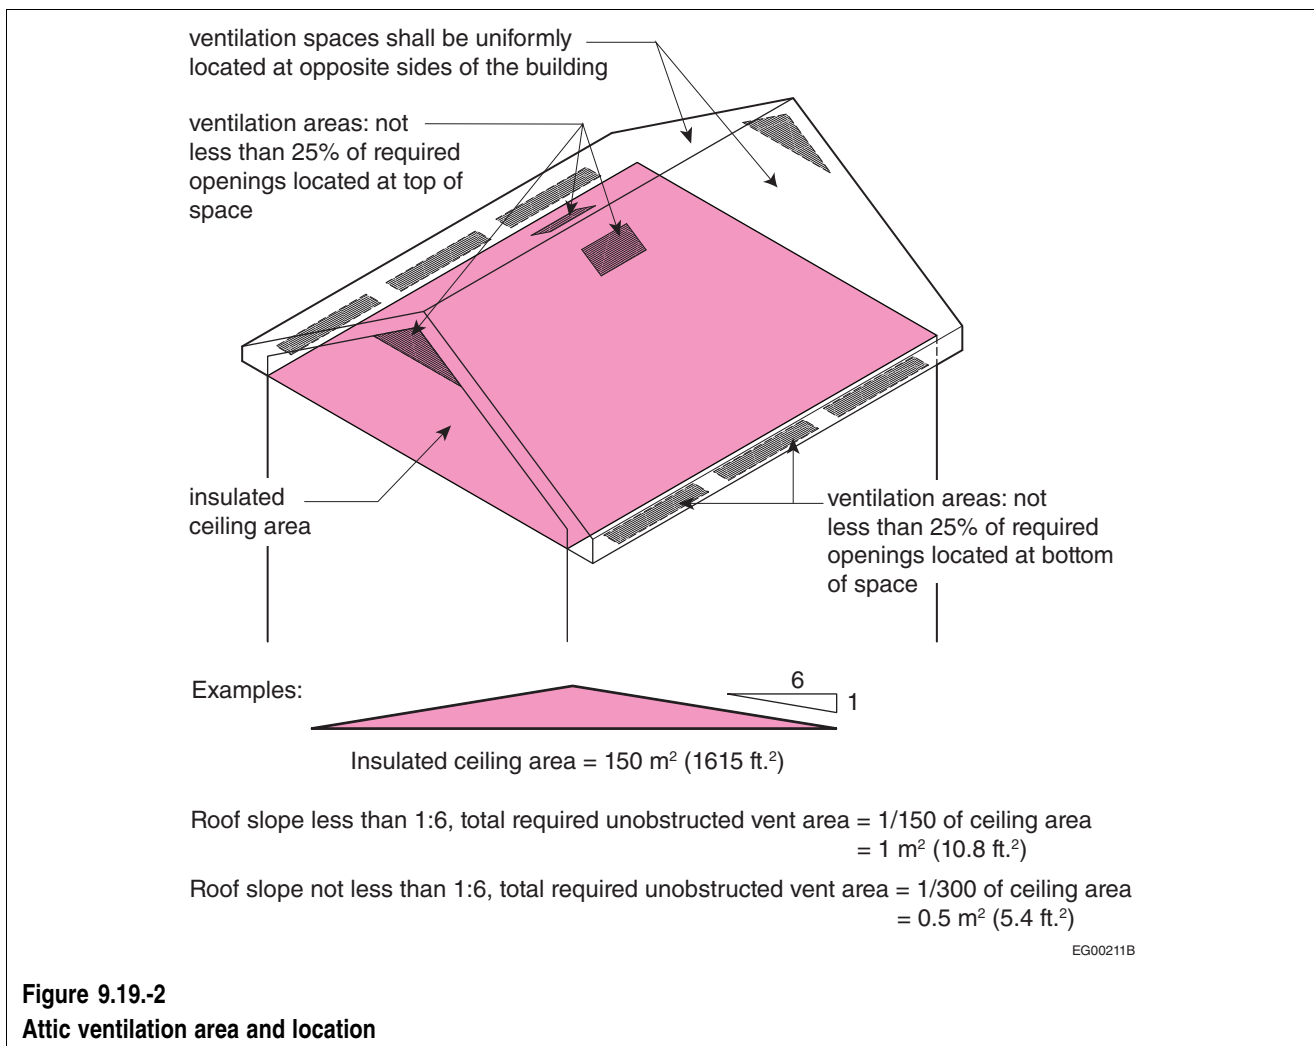 ventilation spaces shall be uniformly
located at opposite sides of the building
ventilation areas: not
less than 25% of required
openings located at top of
space
insulated
ceiling area
ventilation areas: not
less than 25% of required
openings located at bottom
of space
Examples:
6
1
Insulated ceiling area = 150 m² (1615 ft.²)
Roof slope less than 1:6, total required unobstructed vent area = 1/150 of ceiling area
= 1 m² (10.8 ft.²)
Roof slope not less than 1:6, total required unobstructed vent area = 1/300 of ceiling area
= 0.5 m² (5.4 ft.²)
EG00211B
Figure 9.19.-2
Attic ventilation area and location